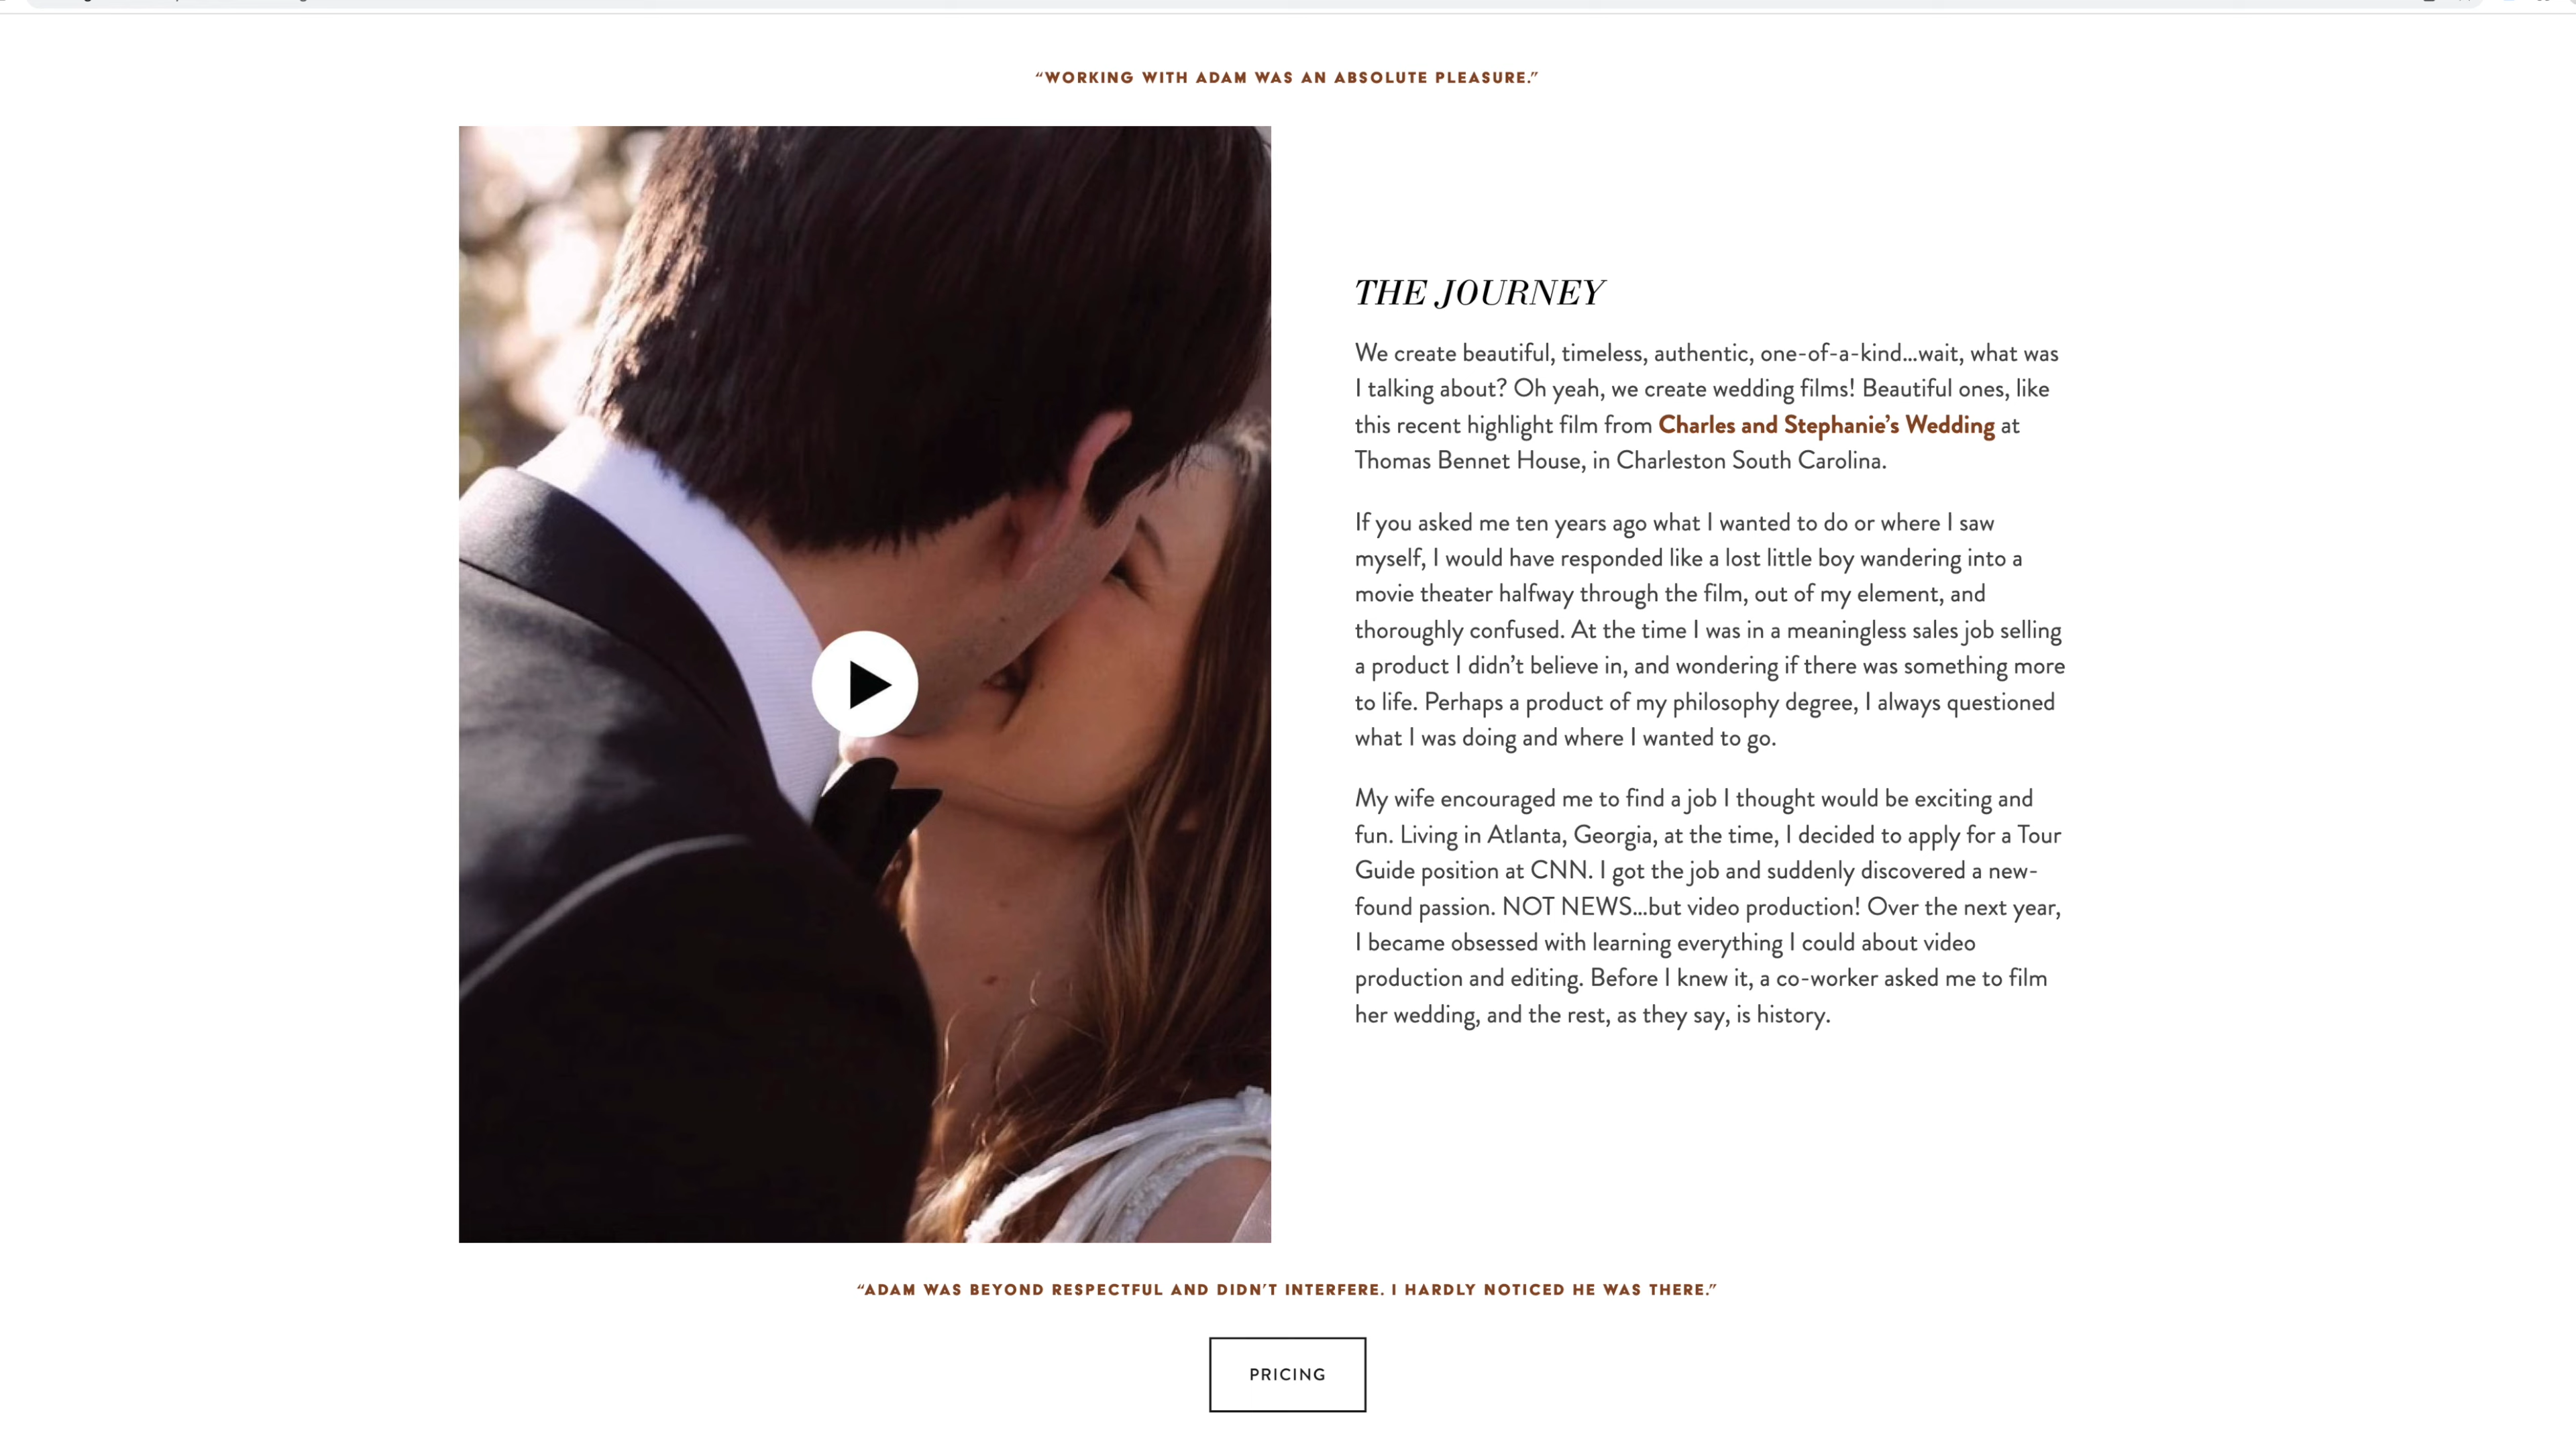 “WORKING WITH ADAM WAS AN ABSOLUTE PLEASURE.”
THE JOURNEY
We create beautiful, timeless, authentic, one-of-a-kind...wait, what was
I talking about? Oh yeah, we create wedding films! Beautiful ones, like
this recent highlight film from Charles and Stephanie’s Wedding at
Thomas Bennet House, in Charleston South Carolina.
If you asked me ten years ago what I wanted to do or where I saw
myself, I would have responded like a lost little boy wandering into a
movie theater halfway through the film, out of my element, and
thoroughly confused. At the time I was in a meaningless sales job selling
a product I didn’t believe in, and wondering if there was something more
to life. Perhaps a product of my philosophy degree, I always questioned
what I was doing and where I wanted to go.
My wife encouraged me to find a job I thought would be exciting and
fun. Living in Atlanta, Georgia, at the time, I decided to apply for a Tour
Guide position at CNN. I got the job and suddenly discovered a new-
found passion. NOT NEWS...but video production! Over the next year,
I became obsessed with learning everything I could about video
production and editing. Before I knew it, a co-worker asked me to film
her wedding, and the rest, as they say, is history.
“ADAM WAS BEYOND RESPECTFUL AND DIDN’T INTERFERE. I HARDLY NOTICED HE WAS THERE.”
PRICING